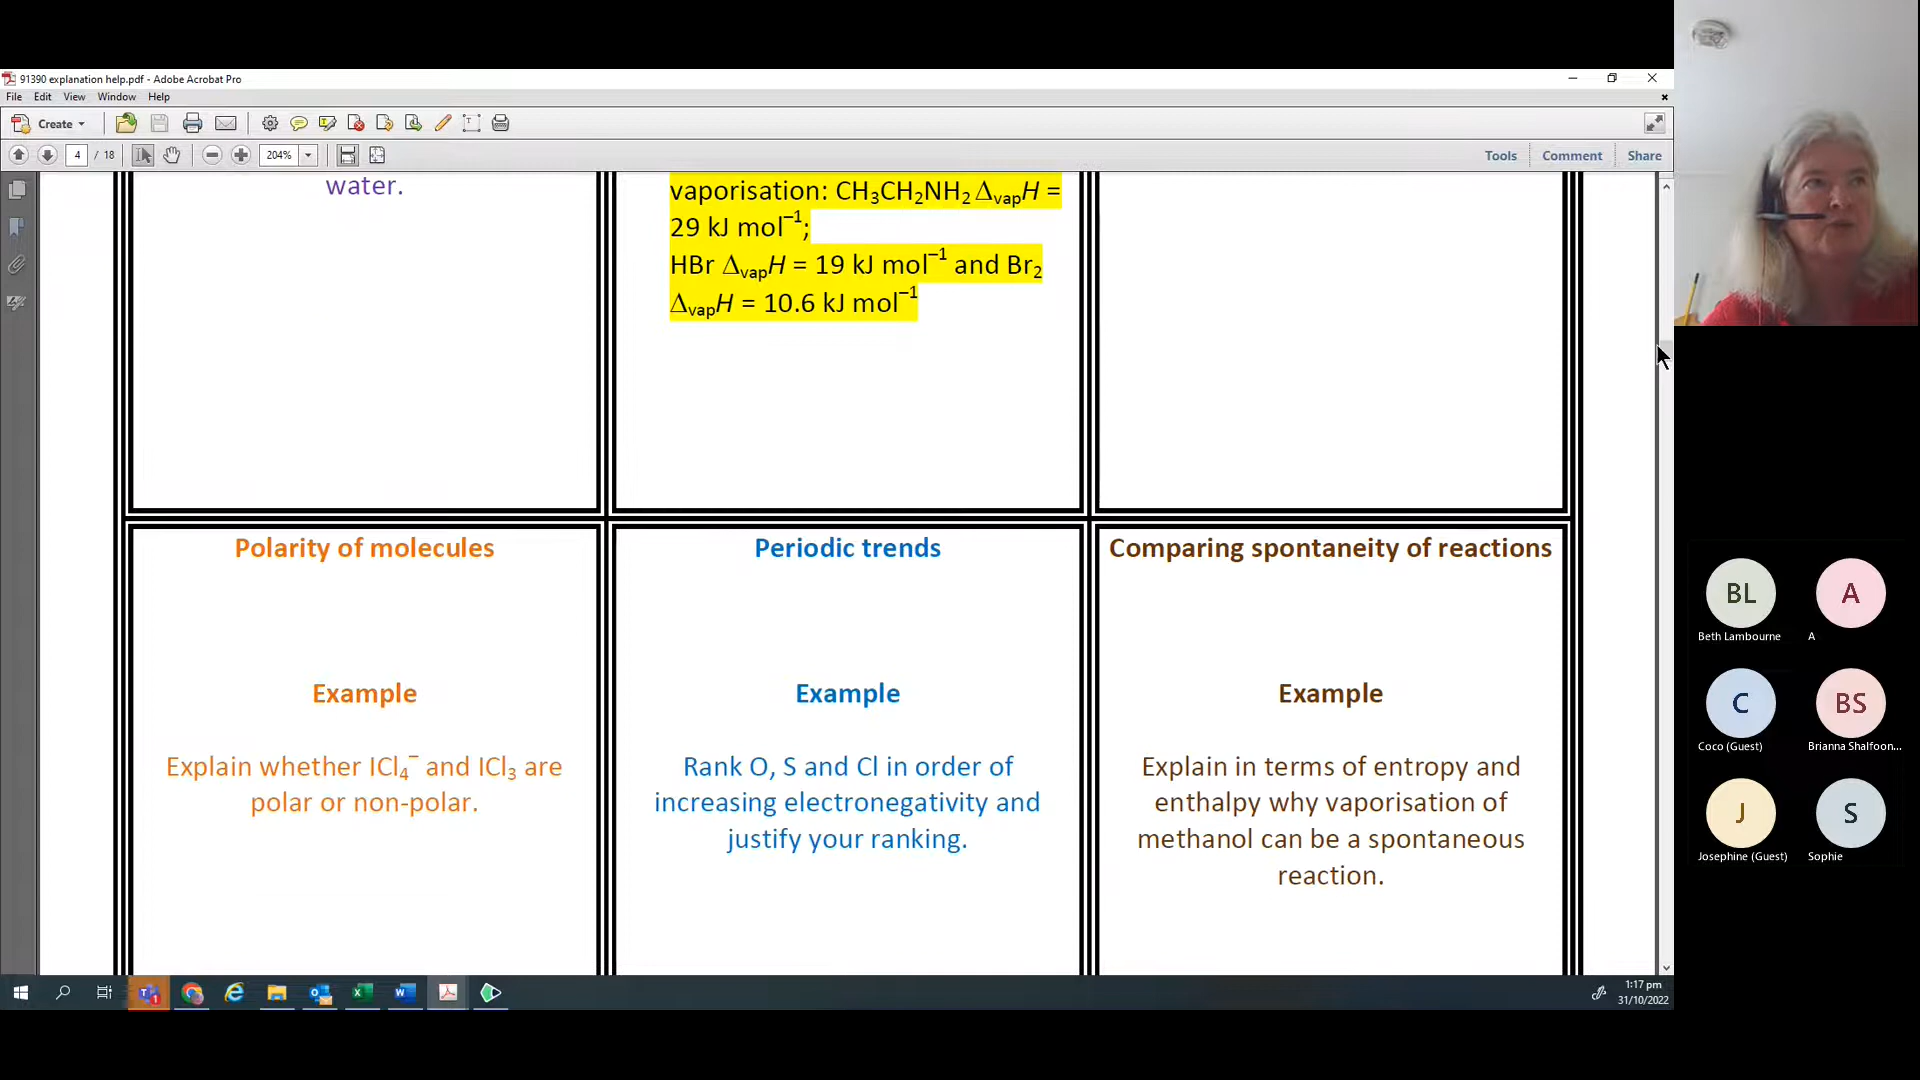 91390 explanation help.pdf - Adobe Acrobat Pro
File Edit View Window Help
Create
4 / 18
204%
Tools Comment Share
water.
vaporisation: CH₃CH₂NH₂ ΔvapH =
29 kJ mol⁻¹;
HBr ΔvapH = 19 kJ mol⁻¹ and Br₂
ΔvapH = 10.6 kJ mol⁻¹
Polarity of molecules
Example
Explain whether ICl₄⁻ and ICl₃ are
polar or non-polar.
Periodic trends
Example
Rank O, S and Cl in order of
increasing electronegativity and
justify your ranking.
Comparing spontaneity of reactions
Example
Explain in terms of entropy and
enthalpy why vaporisation of
methanol can be a spontaneous
reaction.
BL
Beth Lambourne
A
A
C
Coco (Guest)
BS
Brianna Shalfoon...
J
Josephine (Guest)
S
Sophie
1:17 pm
31/10/2022